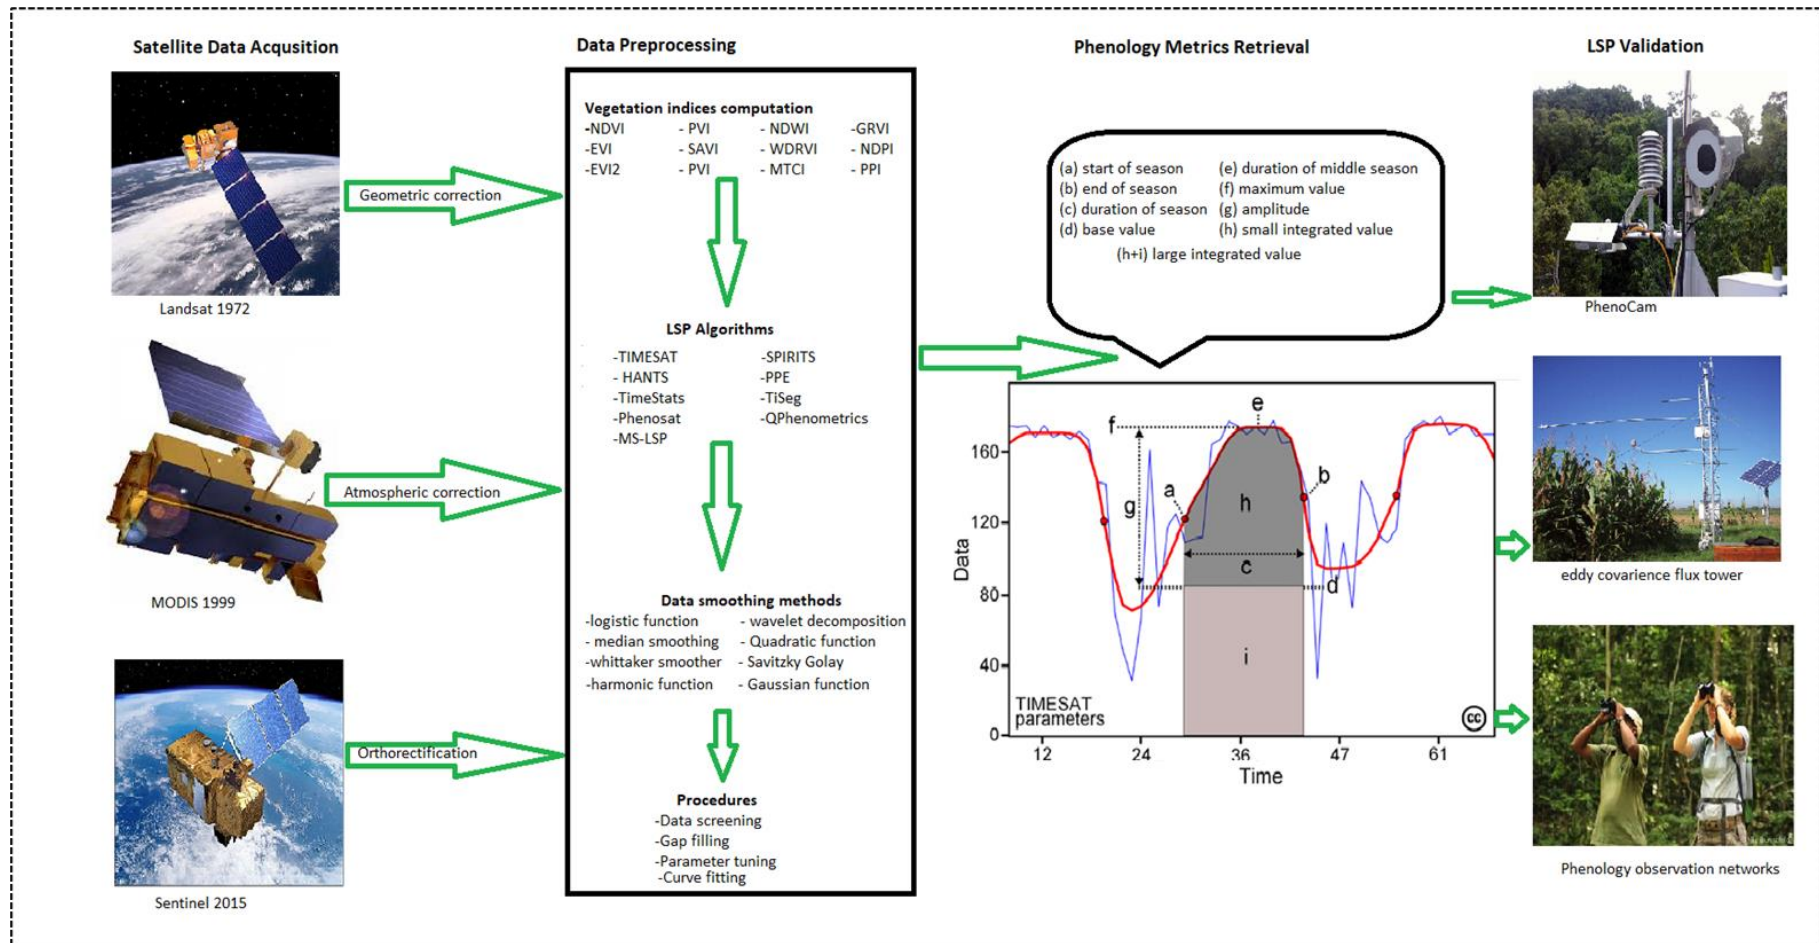 Satellite Data Acqusition
Data Preprocessing
Phenology Metrics Retrieval
LSP Validation
Landsat 1972
MODIS 1999
Sentinel 2015
Geometric correction
Atmospheric correction
Orthorectification
Vegetation indices computation
-NDVI - PVI - NDWI -GRVI
-EVI - SAVI - WDRVI - NDPI
-EVI2 - PVI - MTCI - PPI
LSP Algorithms
-TIMESAT -SPIRITS
- HANTS -PPE
-TimeStats -TiSeg
-Phenosat -QPhenometrics
-MS-LSP
Data smoothing methods
-logistic function - wavelet decomposition
- median smoothing - Quadratic function
-whittaker smoother - Savitzky Golay
-harmonic function - Gaussian function
Procedures
-Data screening
-Gap filling
-Parameter tuning
-Curve fitting
(a) start of season (e) duration of middle season
(b) end of season (f) maximum value
(c) duration of season (g) amplitude
(d) base value (h) small integrated value
(h+i) large integrated value
Data
160
120
80
40
0
12 24 36 47 61
Time
f
e
a
b
g
h
c
d
i
TIMESAT
parameters
cc
PhenoCam
eddy covarience flux tower
Phenology observation networks